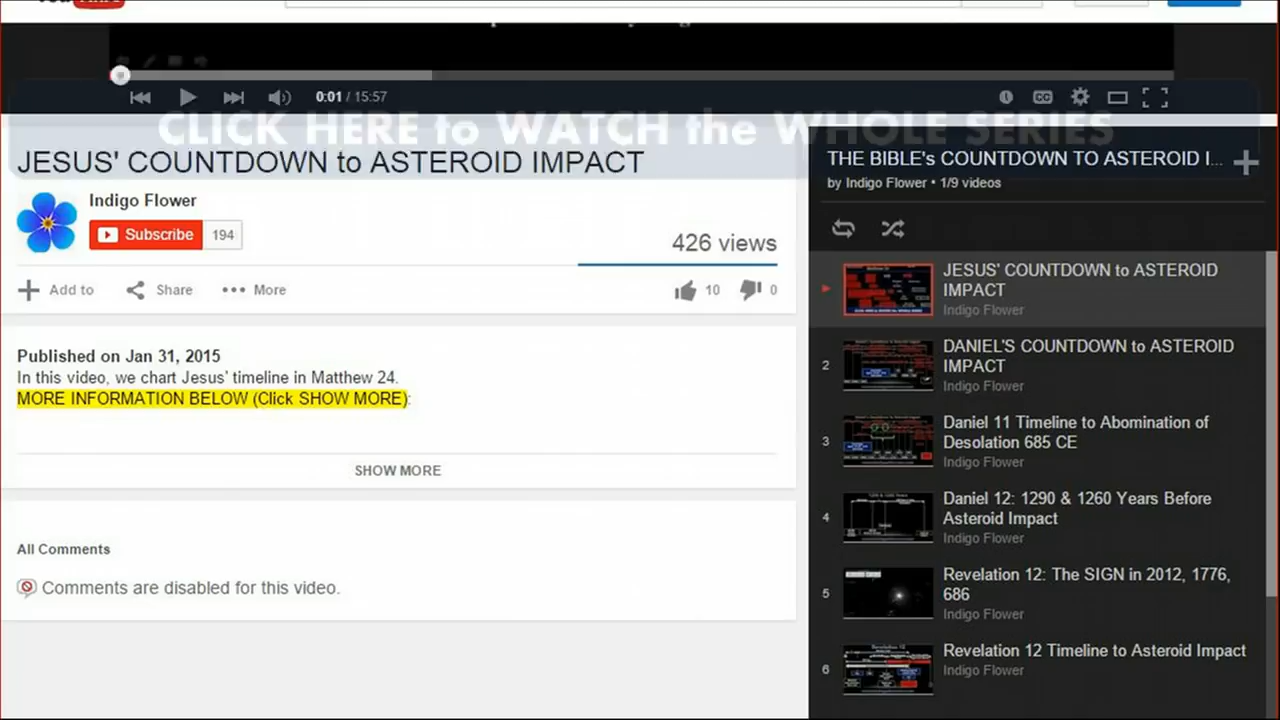 0:01 / 15:57
CC
CLICK HERE to WATCH the WHOLE SERIES
JESUS' COUNTDOWN to ASTEROID IMPACT
Indigo Flower
Subscribe 194
426 views
Add to Share More 10 0
Published on Jan 31, 2015
In this video, we chart Jesus' timeline in Matthew 24.
MORE INFORMATION BELOW (Click SHOW MORE):
SHOW MORE
All Comments
Comments are disabled for this video.
THE BIBLE's COUNTDOWN TO ASTEROID I...
by Indigo Flower • 1/9 videos
JESUS' COUNTDOWN to ASTEROID
IMPACT
Indigo Flower
2
DANIEL'S COUNTDOWN to ASTEROID
IMPACT
Indigo Flower
3
Daniel 11 Timeline to Abomination of
Desolation 685 CE
Indigo Flower
4
Daniel 12: 1290 & 1260 Years Before
Asteroid Impact
Indigo Flower
5
Revelation 12: The SIGN in 2012, 1776,
686
Indigo Flower
6
Revelation 12 Timeline to Asteroid Impact
Indigo Flower